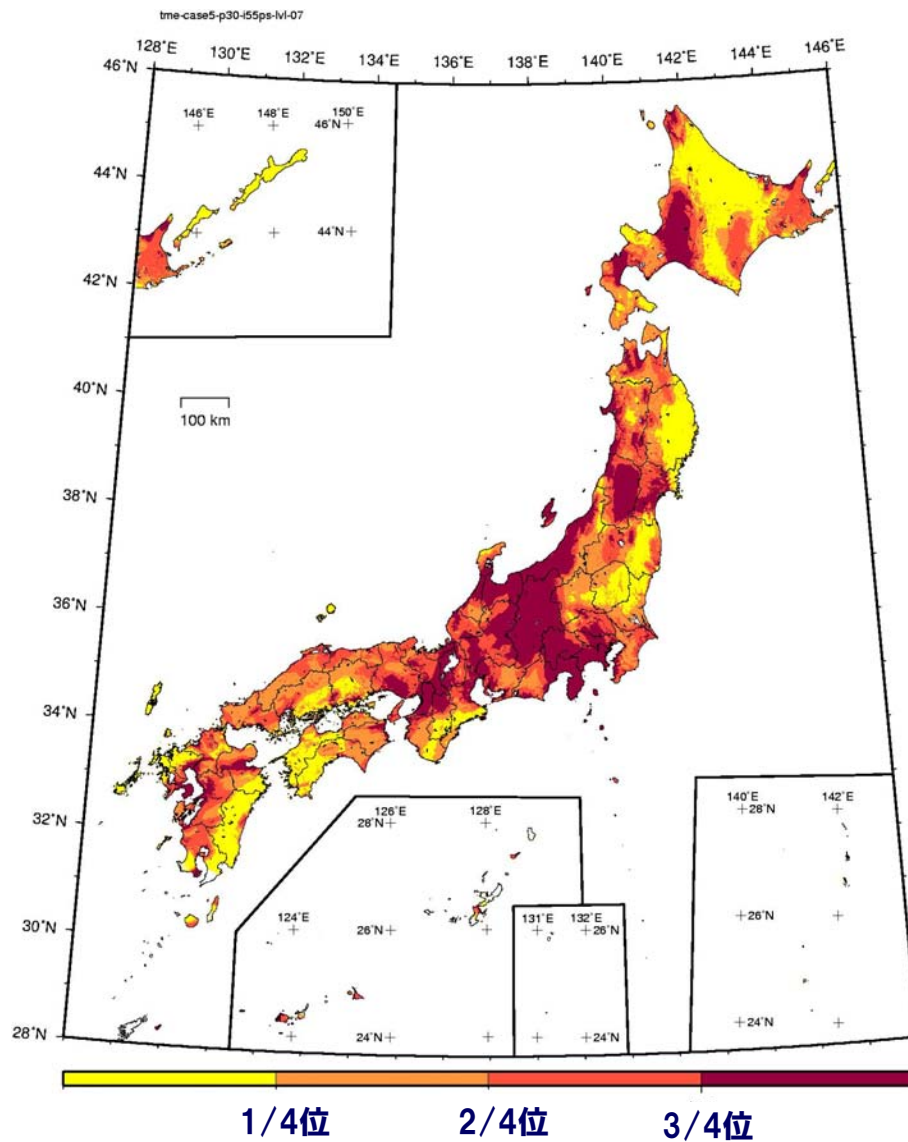 tme-case5-p30-i55ps-lvl-07
128˚E 130˚E 132˚E 134˚E 136˚E 138˚E 140˚E 142˚E 144˚E 146˚E
46˚N
146˚E 148˚E 150˚E
46˚N
44˚N
44˚N
42˚N
40˚N
100 km
38˚N
36˚N
34˚N
32˚N
126˚E 128˚E
28˚N
140˚E 142˚E
28˚N
30˚N
124˚E
26˚N
131˚E 132˚E
26˚N
26˚N
28˚N
24˚N
24˚N
24˚N
1/4位 2/4位 3/4位